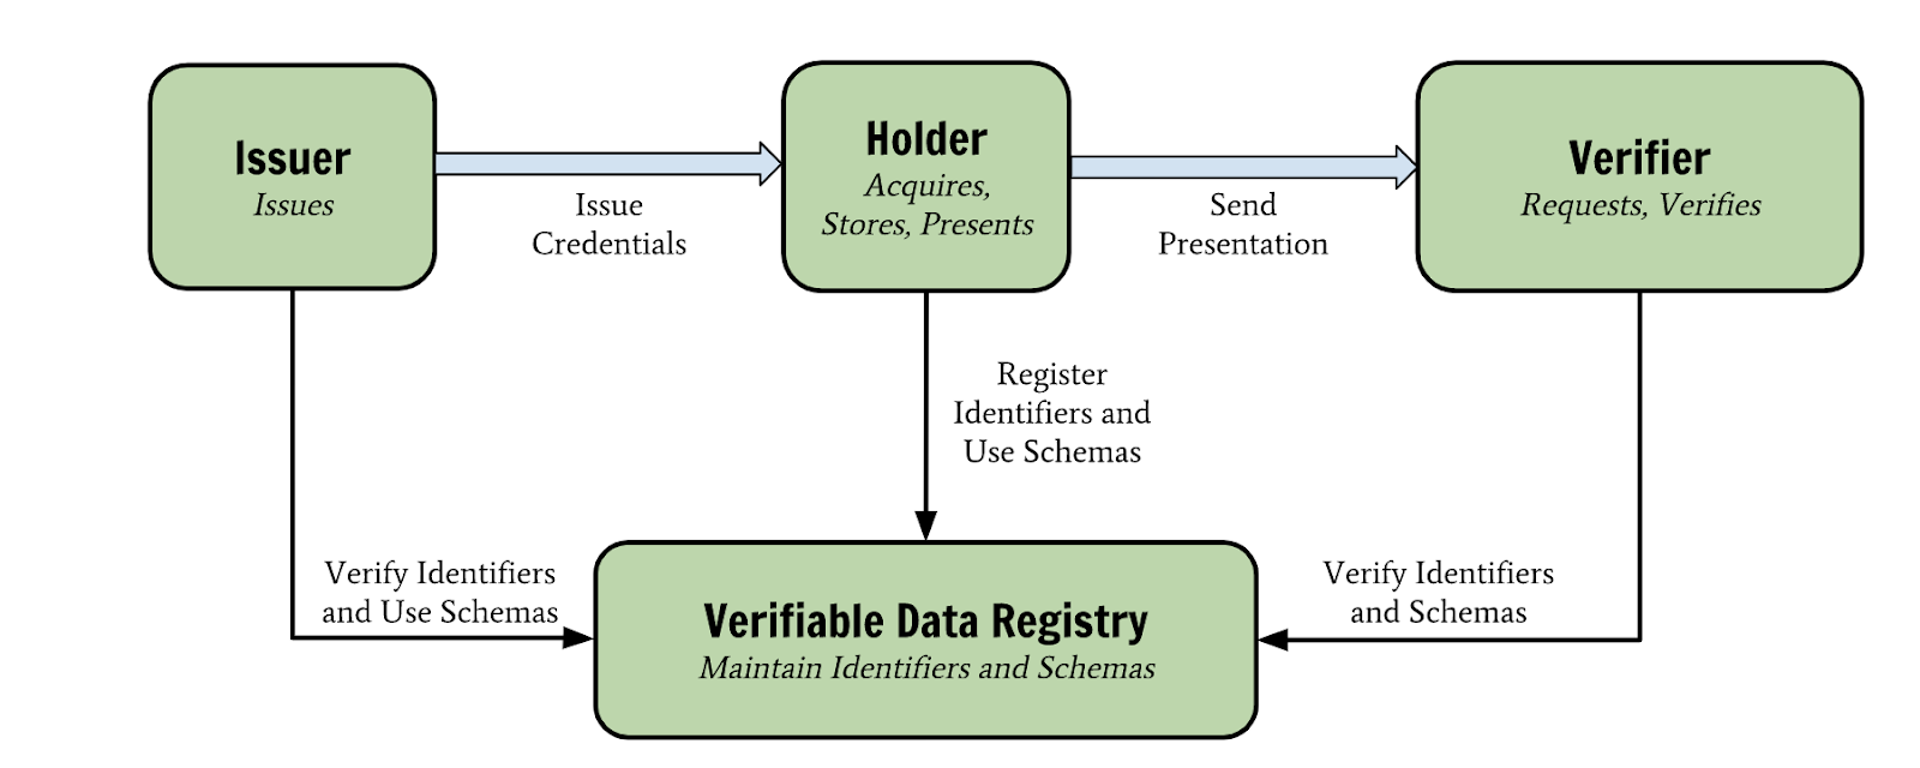 Issuer
Issues
Issue
Credentials
Holder
Acquires,
Stores, Presents
Send
Presentation
Verifier
Requests, Verifies
Register
Identifiers and
Use Schemas
Verify Identifiers
and Use Schemas
Verifiable Data Registry
Maintain Identifiers and Schemas
Verify Identifiers
and Schemas